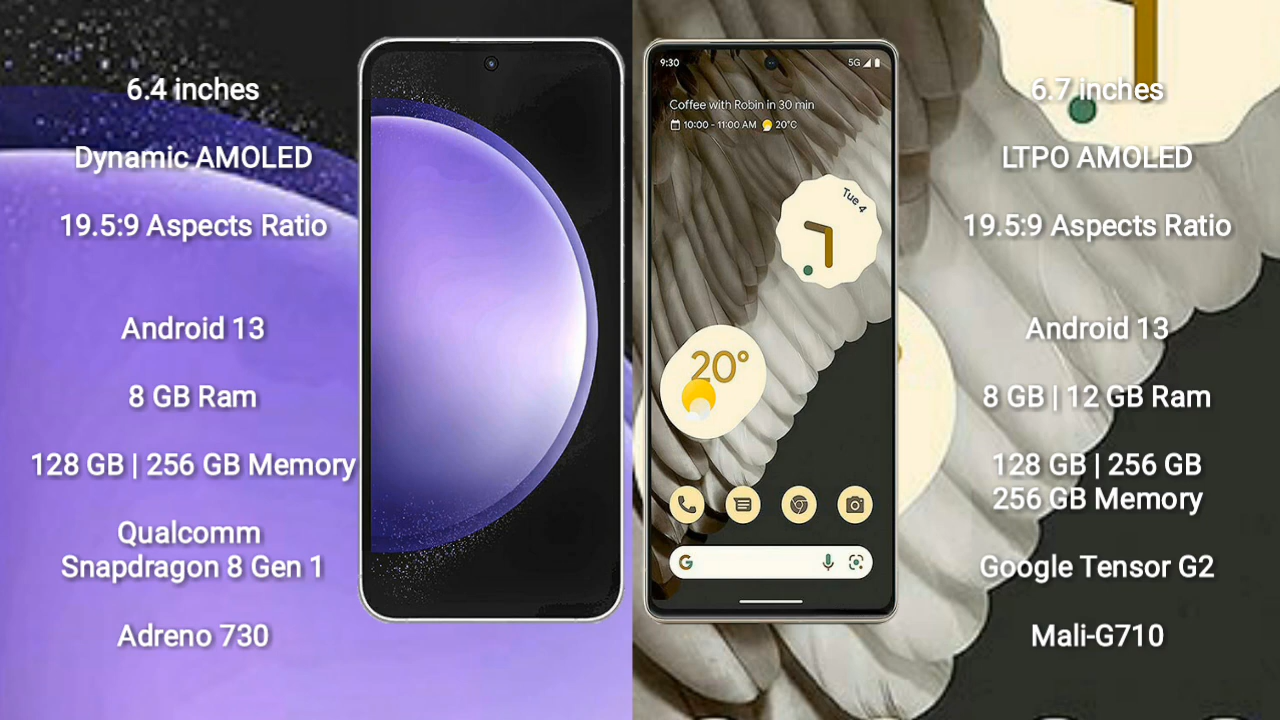 6.4 inches
Dynamic AMOLED
19.5:9 Aspects Ratio
Android 13
8 GB Ram
128 GB | 256 GB Memory
Qualcomm
Snapdragon 8 Gen 1
Adreno 730
9:30
5G
Coffee with Robin in 30 min
10:00 - 11:00 AM 20°C
Tue 4
20°
G
6.7 inches
LTPO AMOLED
19.5:9 Aspects Ratio
Android 13
8 GB | 12 GB Ram
128 GB | 256 GB
256 GB Memory
Google Tensor G2
Mali-G710